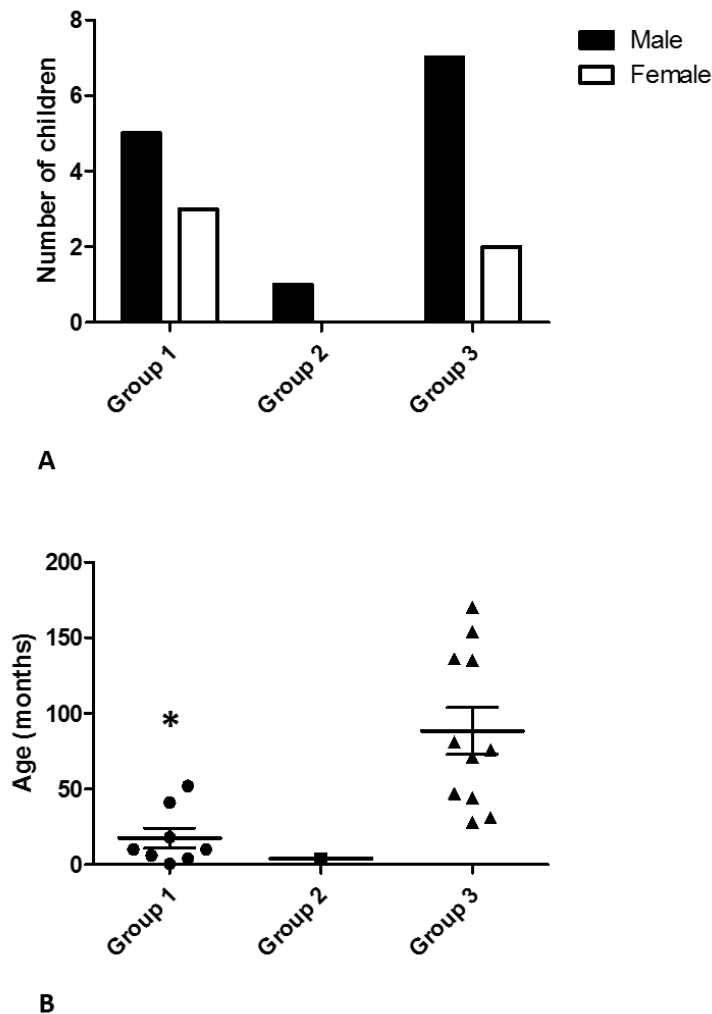 8
6
4
2
0
Number of children
Male
Female
Group 1
Group 2
Group 3
A
200
150
100
50
0
Age (months)
*
Group 1
Group 2
Group 3
B